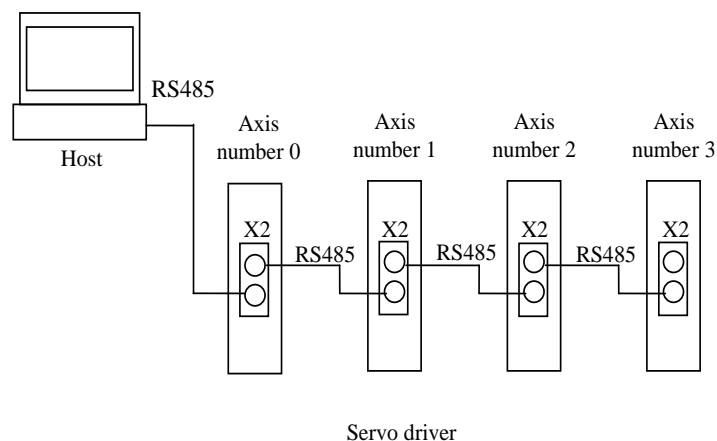 RS485
Host
Axis
number 0
Axis
number 1
Axis
number 2
Axis
number 3
X2
X2
X2
X2
RS485
RS485
RS485
Servo driver